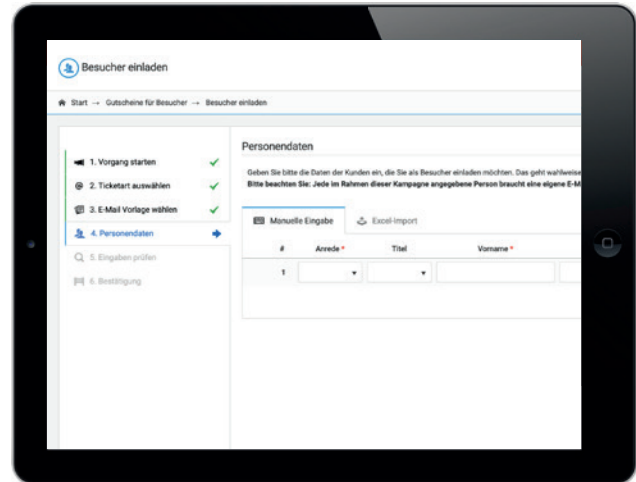 Besucher einladen
Start → Gutscheine für Besucher → Besucher einladen
1. Vorgang starten
2. Ticketart auswählen
3. E-Mail Vorlage wählen
4. Personendaten
5. Eingaben prüfen
6. Bestätigung
Personendaten
Geben Sie bitte die Daten der Kunden ein, die Sie als Besucher einladen möchten. Das geht wahlweise
Bitte beachten Sie: Jede im Rahmen dieser Kampagne angegebene Person braucht eine eigene E-M
Manuelle Eingabe Excel-Import
# Anrede * Titel Vorname *
1